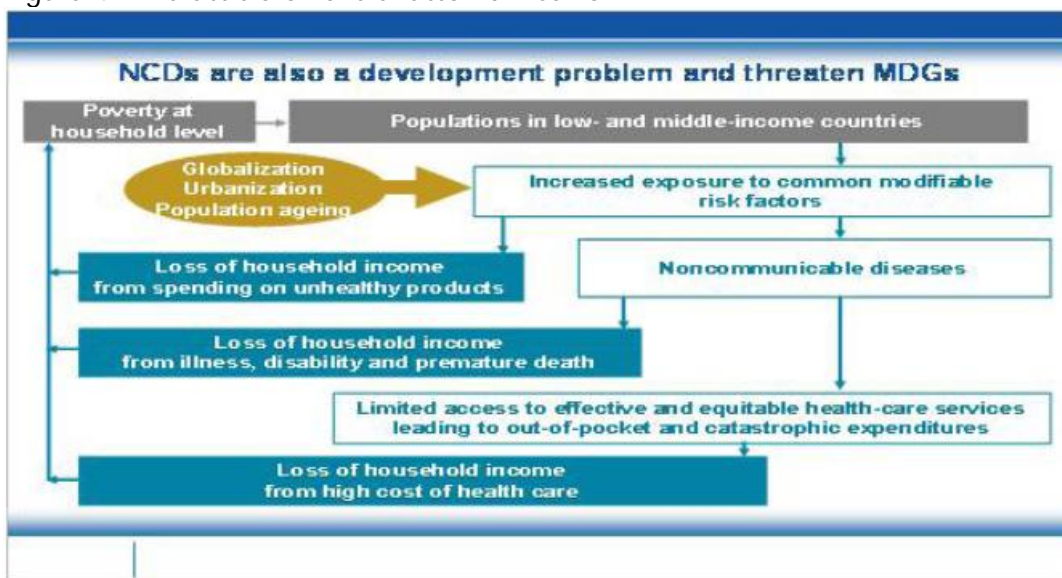 NCDs are also a development problem and threaten MDGs
Poverty at
household level
Populations in low- and middle-income countries
Globalization
Urbanization
Population ageing
Increased exposure to common modifiable
risk factors
Loss of household income
from spending on unhealthy products
Noncommunicable diseases
Loss of household income
from illness, disability and premature death
Limited access to effective and equitable health-care services
leading to out-of-pocket and catastrophic expenditures
Loss of household income
from high cost of health care